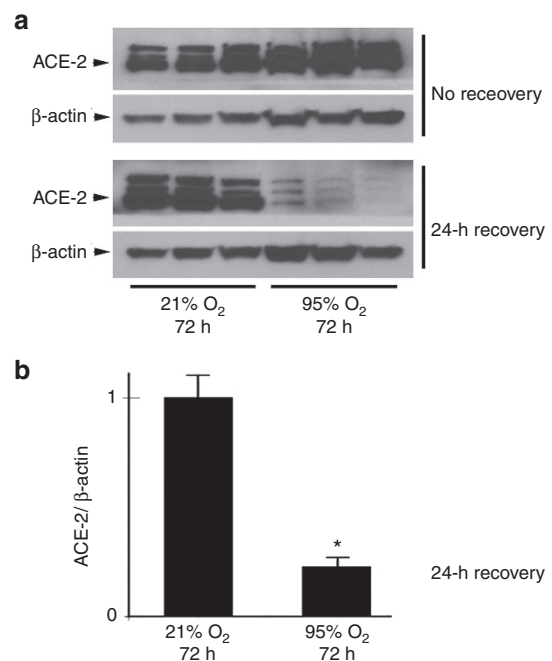 a
ACE-2
β-actin
No receovery
ACE-2
β-actin
24-h recovery
21% O₂
72 h
95% O₂
72 h
b
ACE-2/ β-actin
1
0
*
24-h recovery
21% O₂
72 h
95% O₂
72 h